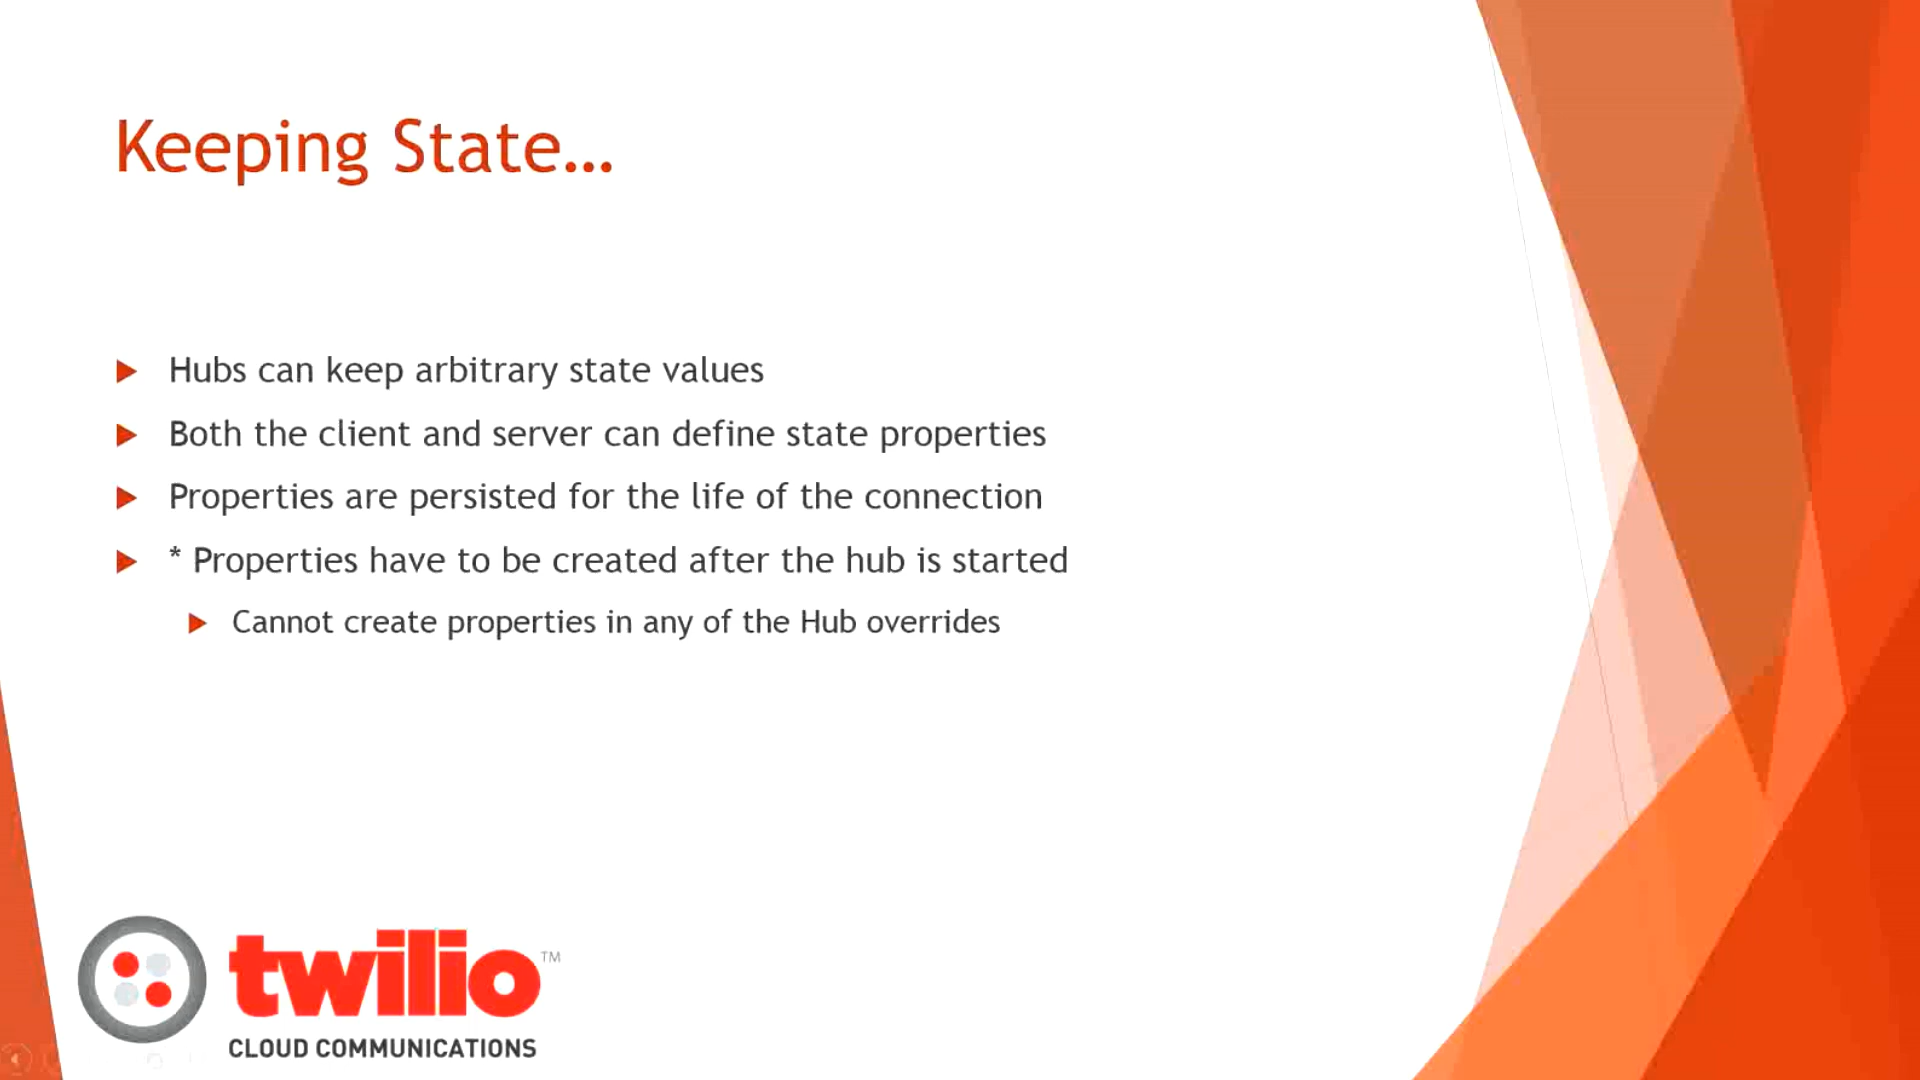 Keeping State…
Hubs can keep arbitrary state values
Both the client and server can define state properties
Properties are persisted for the life of the connection
* Properties have to be created after the hub is started
Cannot create properties in any of the Hub overrides
twilio™
CLOUD COMMUNICATIONS